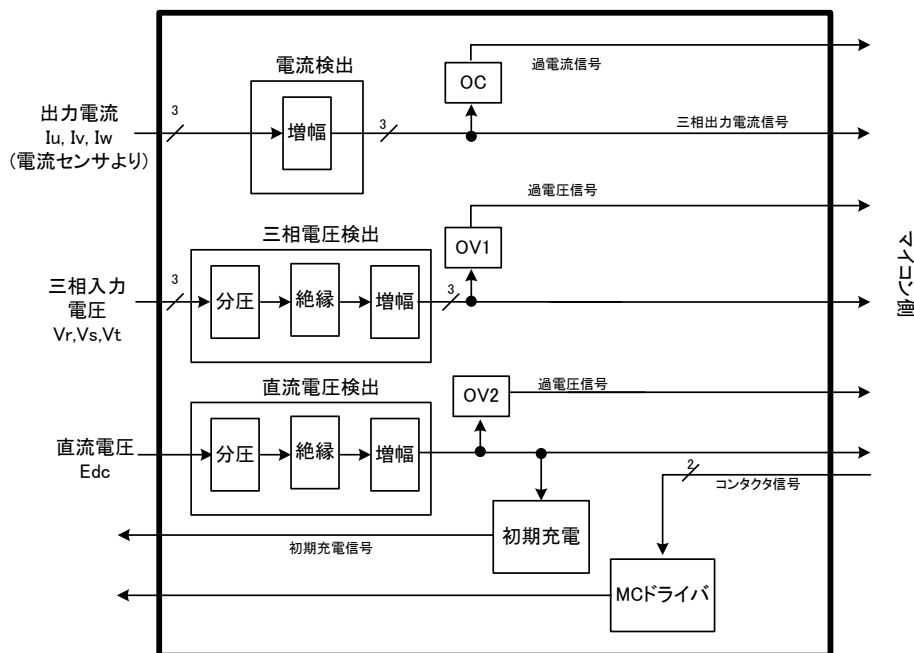 過電流信号
電流検出
OC
3
出力電流
Iu, Iv, Iw
(電流センサより)
増幅
3
三相出力電流信号
過電圧信号
三相電圧検出
OV1
3
三相入力
電圧
Vr,Vs,Vt
分圧
絶縁
増幅
3
マイコン側
直流電圧検出
OV2
過電圧信号
直流電圧
Edc
分圧
絶縁
増幅
2
コンタクタ信号
初期充電
初期充電信号
MCドライバ